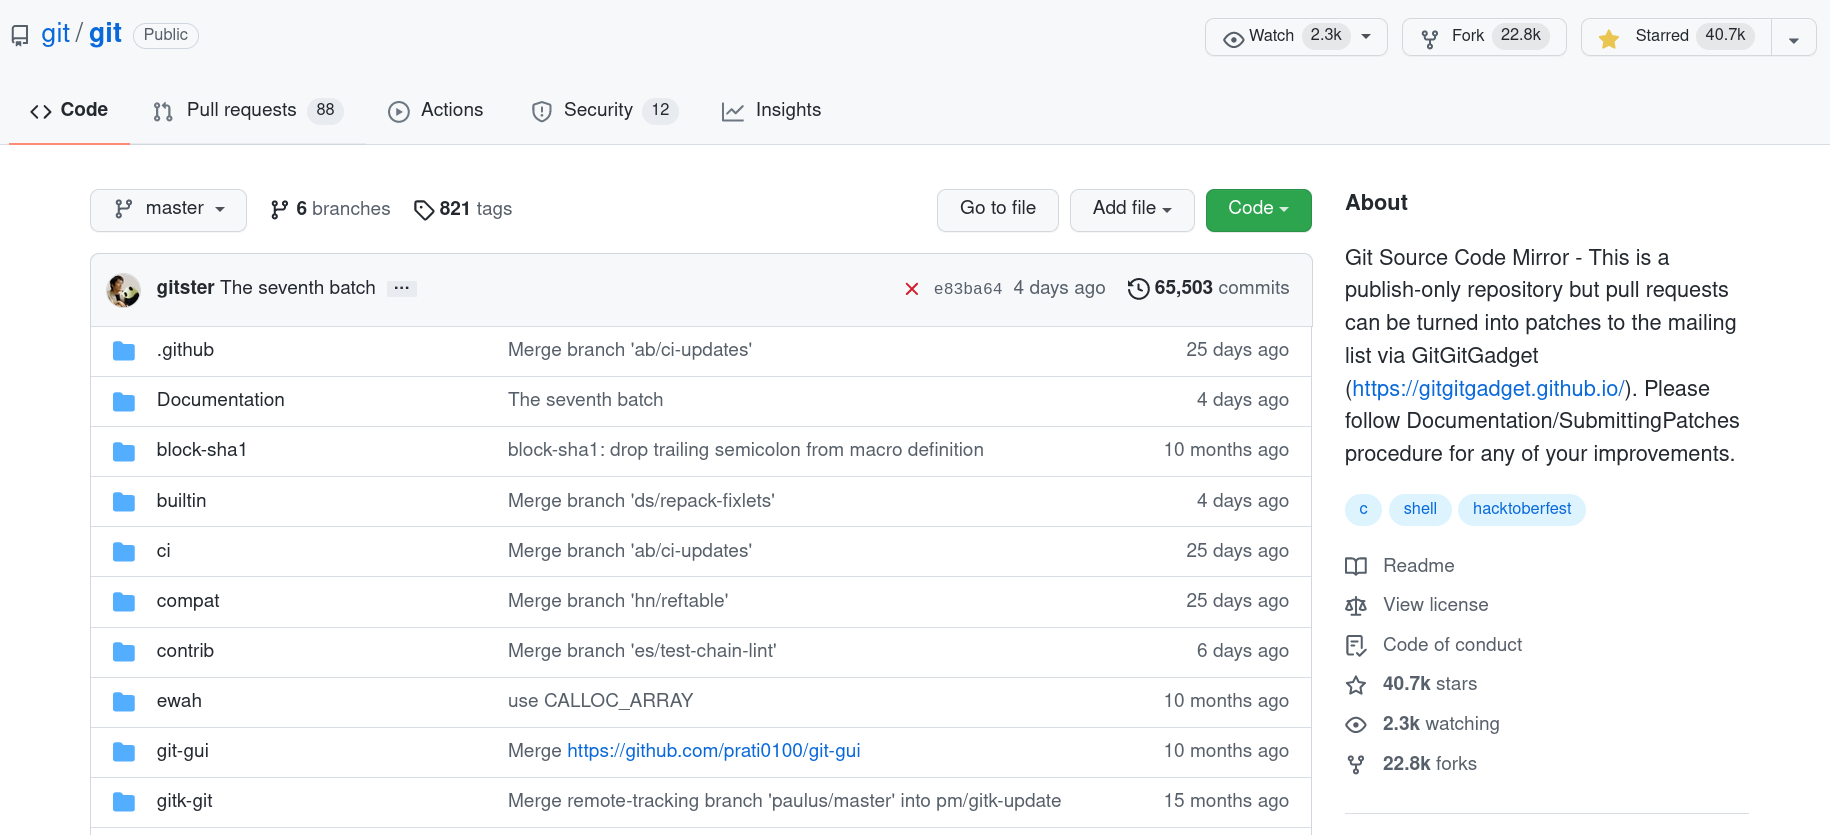 git / git Public Watch 2.3k Fork 22.8k Starred 40.7k
Code Pull requests 88 Actions Security 12 Insights
master 6 branches 821 tags Go to file Add file Code
gitster The seventh batch ... e83ba64 4 days ago 65,503 commits
.github Merge branch 'ab/ci-updates' 25 days ago
Documentation The seventh batch 4 days ago
block-sha1 block-sha1: drop trailing semicolon from macro definition 10 months ago
builtin Merge branch 'ds/repack-fixlets' 4 days ago
ci Merge branch 'ab/ci-updates' 25 days ago
compat Merge branch 'hn/reftable' 25 days ago
contrib Merge branch 'es/test-chain-lint' 6 days ago
ewah use CALLOC_ARRAY 10 months ago
git-gui Merge https://github.com/prati0100/git-gui 10 months ago
gitk-git Merge remote-tracking branch 'paulus/master' into pm/gitk-update 15 months ago
About
Git Source Code Mirror - This is a
publish-only repository but pull requests
can be turned into patches to the mailing
list via GitGitGadget
(https://gitgitgadget.github.io/). Please
follow Documentation/SubmittingPatches
procedure for any of your improvements.
c shell hacktoberfest
Readme
View license
Code of conduct
40.7k stars
2.3k watching
22.8k forks